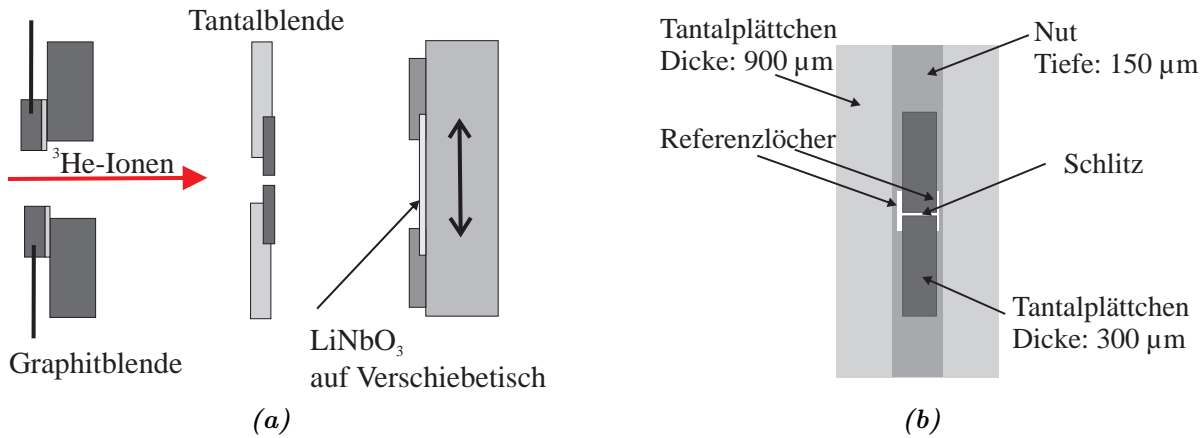 Tantalblende
³He-Ionen
Graphitblende
LiNbO₃
auf Verschiebetisch
(a)
Tantalplättchen
Dicke: 900 µm
Nut
Tiefe: 150 µm
Referenzlöcher
Schlitz
Tantalplättchen
Dicke: 300 µm
(b)